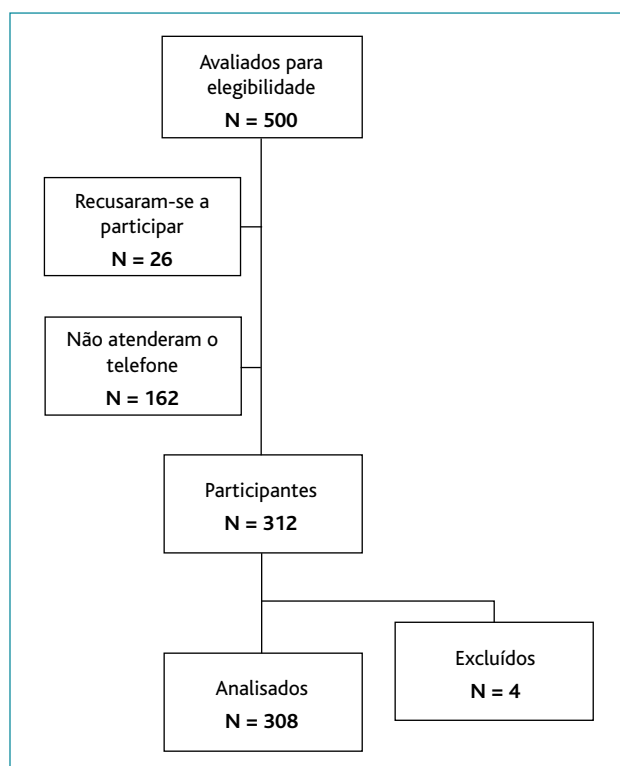 Avaliados para
elegibilidade
N = 500
Recusaram-se a
participar
N = 26
Não atenderam o
telefone
N = 162
Participantes
N = 312
Excluídos
N = 4
Analisados
N = 308